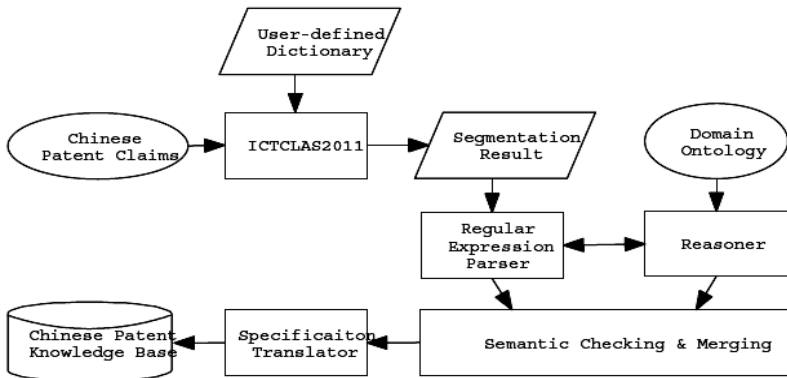 User-defined
Dictionary
Chinese
Patent Claims
ICTCLAS2011
Segmentation
Result
Domain
Ontology
Regular
Expression
Parser
Reasoner
Chinese Patent
Knowledge Base
Specificaiton
Translator
Semantic Checking & Merging